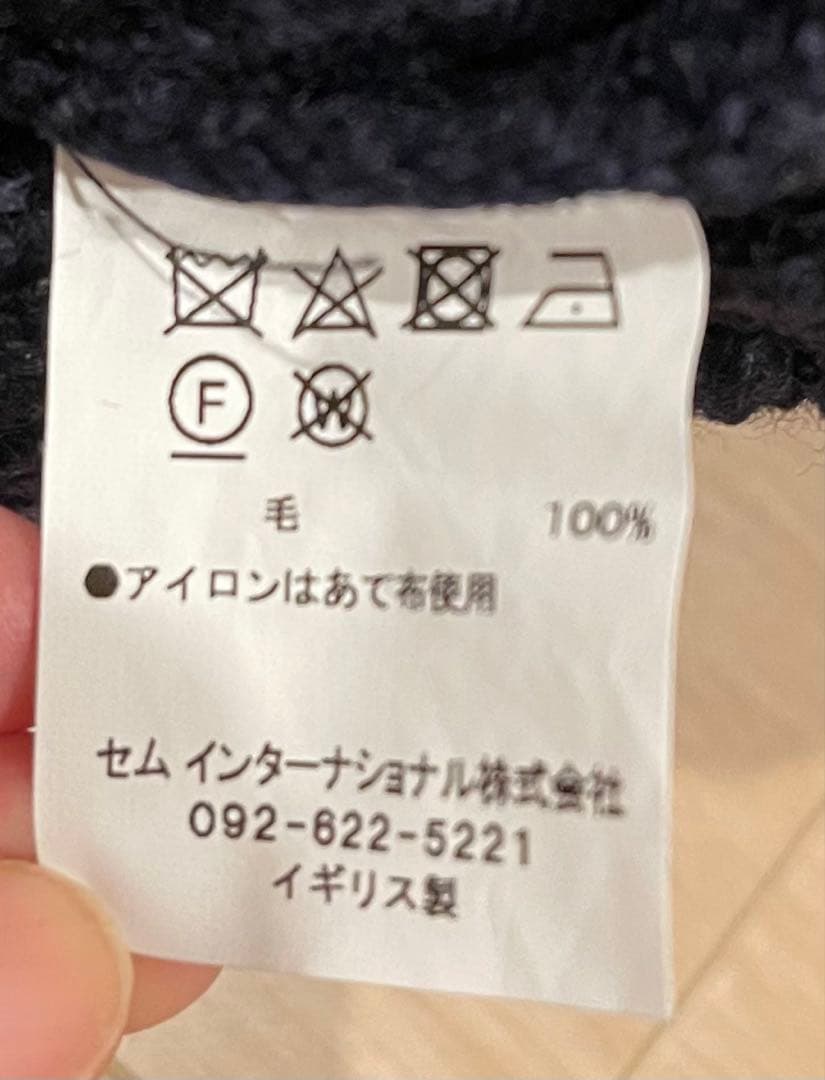 F W
毛 100%
●アイロンはあて布使用
セム インターナショナル株式会社
092-622-5221
イギリス製